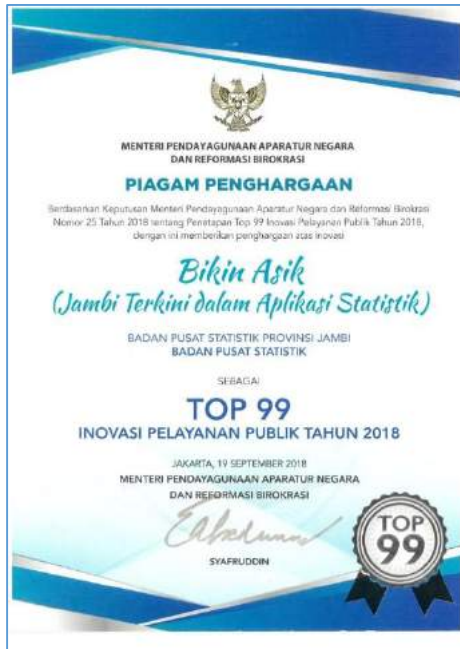 MENTERI PENDAYAGUNAAN APARATUR NEGARA
DAN REFORMASI BIROKRASI
PIAGAM PENGHARGAAN
Berdasarkan Keputusan Menteri Pendayagunaan Aparatur Negara dan Reformasi Birokrasi
Nomor 25 Tahun 2018 tentang Penetapan Top 99 Inovasi Pelayanan Publik Tahun 2018,
dengan ini memberikan penghargaan atas inovasi
Bikin Asik
(Jambi Terkini dalam Aplikasi Statistik)
BADAN PUSAT STATISTIK PROVINSI JAMBI
BADAN PUSAT STATISTIK
SEBAGAI
TOP 99
INOVASI PELAYANAN PUBLIK TAHUN 2018
JAKARTA, 19 SEPTEMBER 2018
MENTERI PENDAYAGUNAAN APARATUR NEGARA
DAN REFORMASI BIROKRASI
SYAFRUDDIN
TOP
99